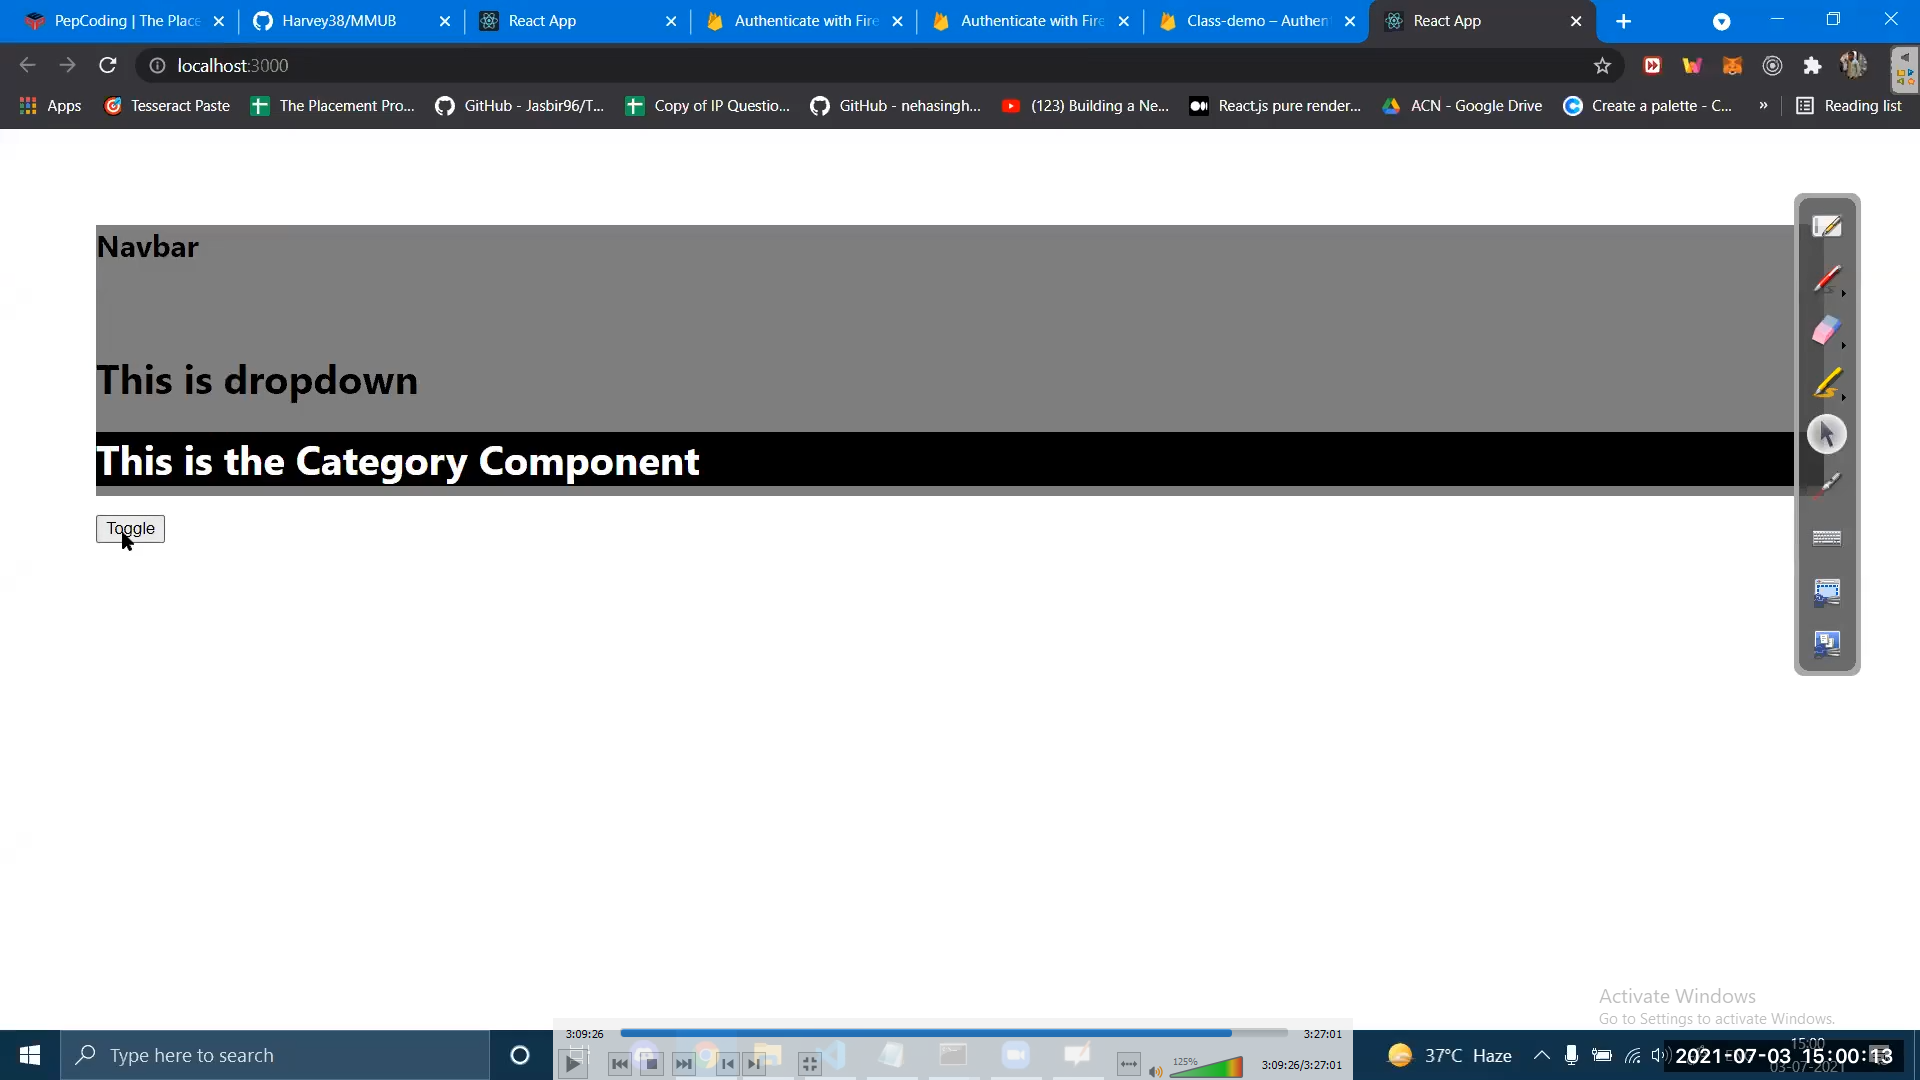 PepCoding | The Place
Harvey38/MMUB
React App
Authenticate with Fire
Authenticate with Fire
Class-demo – Authen
React App
localhost:3000
Apps
Tesseract Paste
The Placement Pro...
GitHub - Jasbir96/T...
Copy of IP Questio...
GitHub - nehasingh...
(123) Building a Ne...
React.js pure render...
ACN - Google Drive
Create a palette - C...
»
Reading list
Navbar
This is dropdown
This is the Category Component
Toggle
Activate Windows
Go to Settings to activate Windows.
3:09:26
3:27:01
Type here to search
125%
3:09:26/3:27:01
37°C Haze
15:00
2021-07-03 15:00:13
03-07-2021